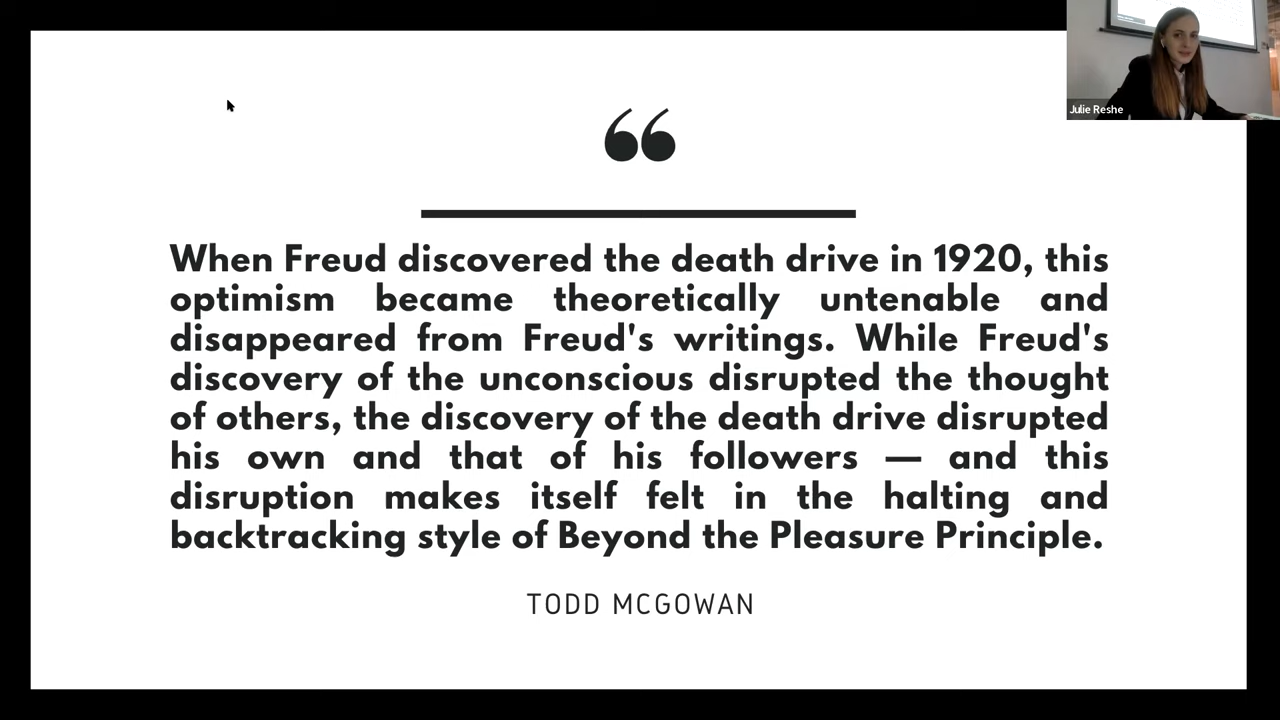 Julie Reshe
“
When Freud discovered the death drive in 1920, this
optimism became theoretically untenable and
disappeared from Freud's writings. While Freud's
discovery of the unconscious disrupted the thought
of others, the discovery of the death drive disrupted
his own and that of his followers — and this
disruption makes itself felt in the halting and
backtracking style of Beyond the Pleasure Principle.
TODD MCGOWAN